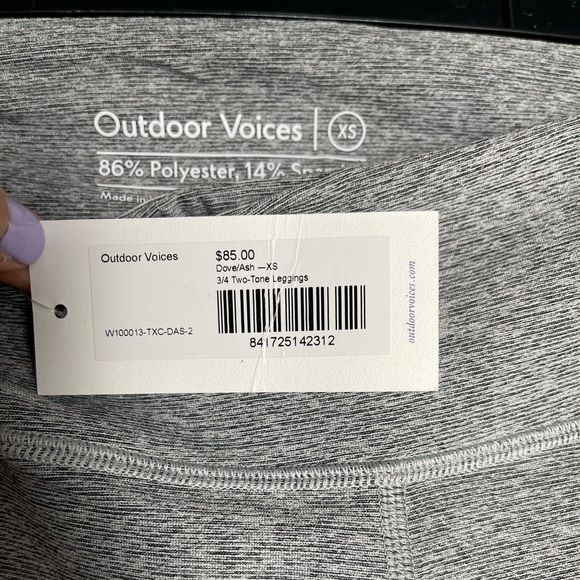 Outdoor Voices | XS
86% Polyester, 14%
Made in
Outdoor Voices
$85.00
Dove/Ash —XS
3/4 Two-Tone Leggings
W100013-TXC-DAS-2
841725142312
outdoorvoices.com